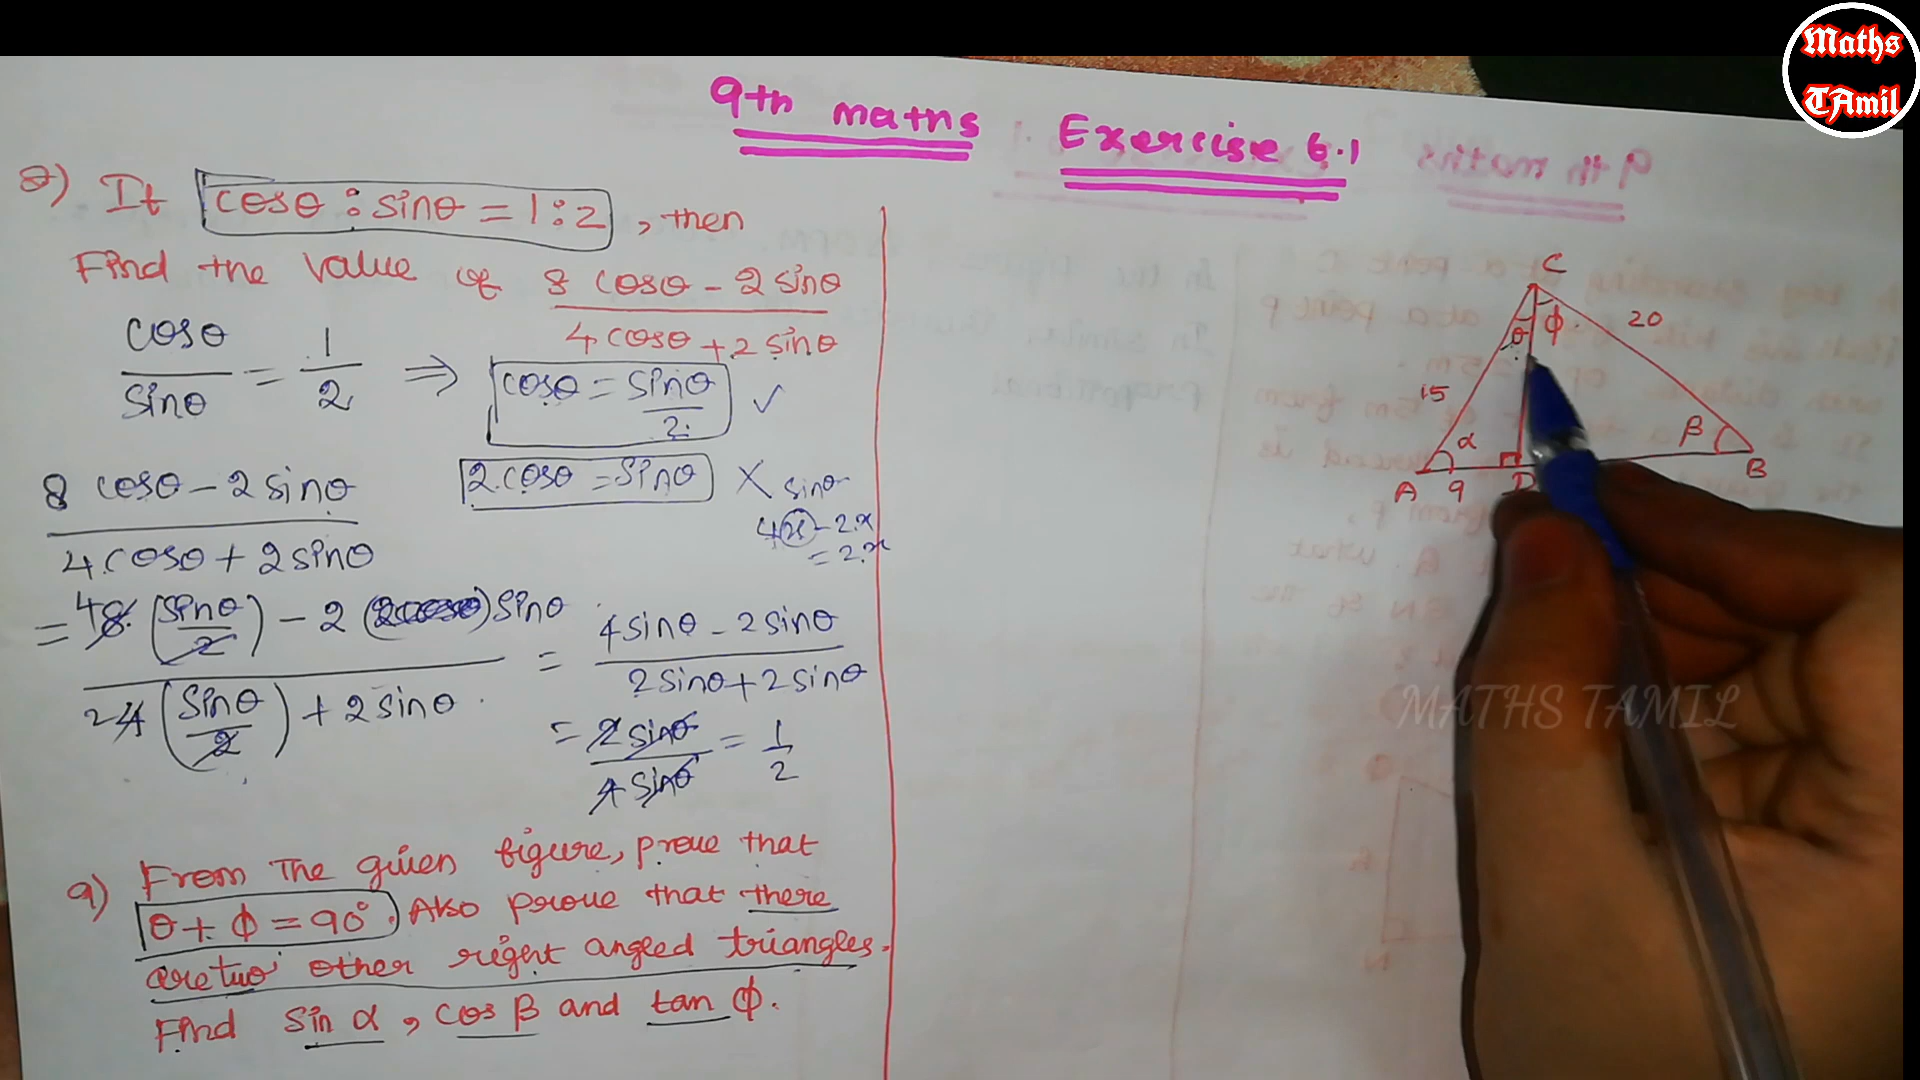 Maths
TAmil
9th maths Exercise 6.1
8) If cosθ : sinθ = 1:2, then
Find the value of 8 cosθ - 2 sinθ
4 cosθ + 2 sinθ
cosθ / sinθ = 1/2 ⇒ cosθ = sinθ/2 ✓
2 cosθ = sinθ X
sinθ
8 cosθ - 2 sinθ
4 cosθ + 2 sinθ
= 8 (sinθ/2) - 2 sinθ
4 (sinθ/2) + 2 sinθ
= 4 sinθ - 2 sinθ
2 sinθ + 2 sinθ
= 2 sinθ / 4 sinθ = 1/2
9) From The given figure, prove that
θ + ϕ = 90°. Also prove that there
are two other right angled triangles.
Find sin α, cos β and tan ϕ.
C
θ ϕ
20
15
α
β
A 9 D
B
MATHS TAMIL